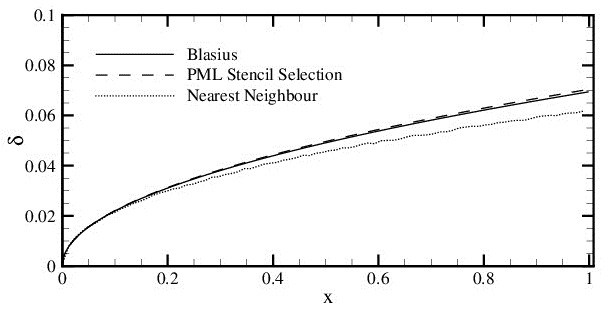 0.1
Blasius
0.08
PML Stencil Selection
Nearest Neighbour
0.06
δ
0.04
0.02
0
0 0.2 0.4 0.6 0.8 1
x